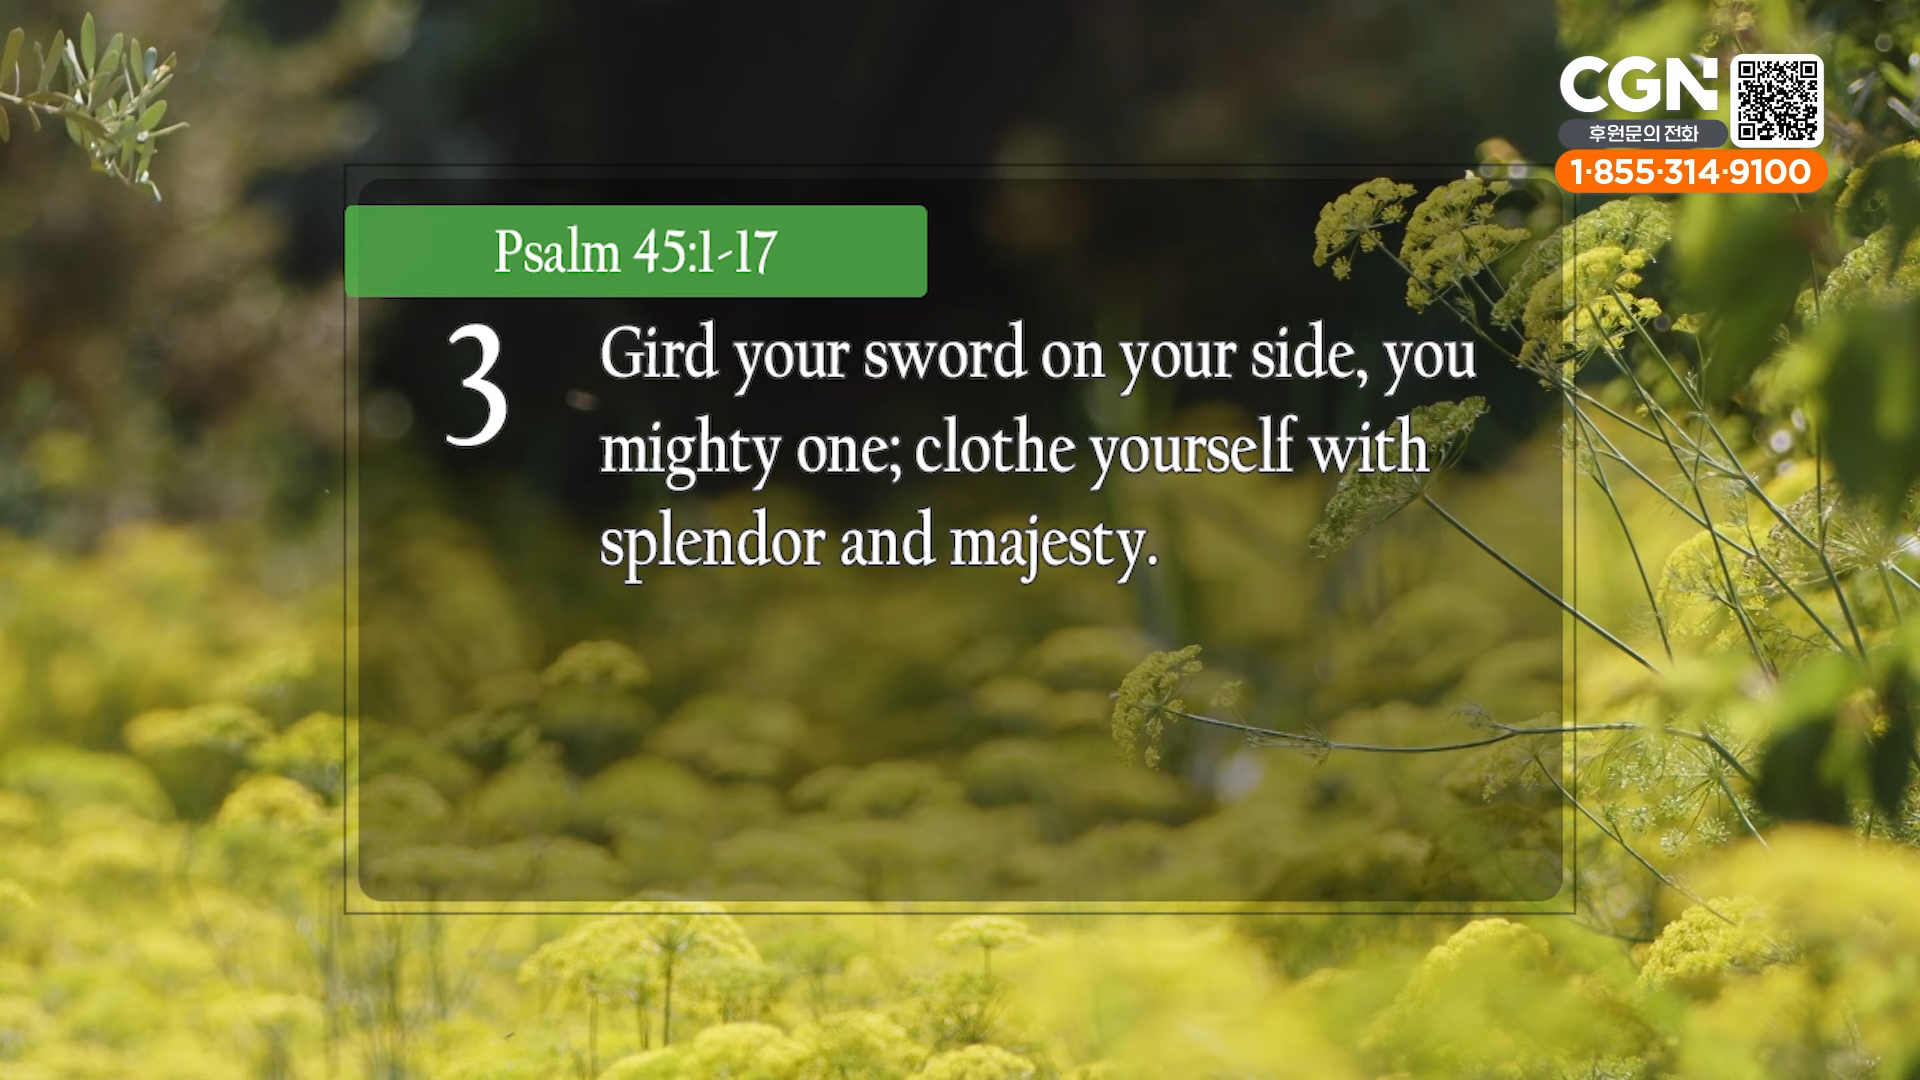 CGN
후원문의 전화
1·855·314·9100
Psalm 45:1-17
3 Gird your sword on your side, you
mighty one; clothe yourself with
splendor and majesty.